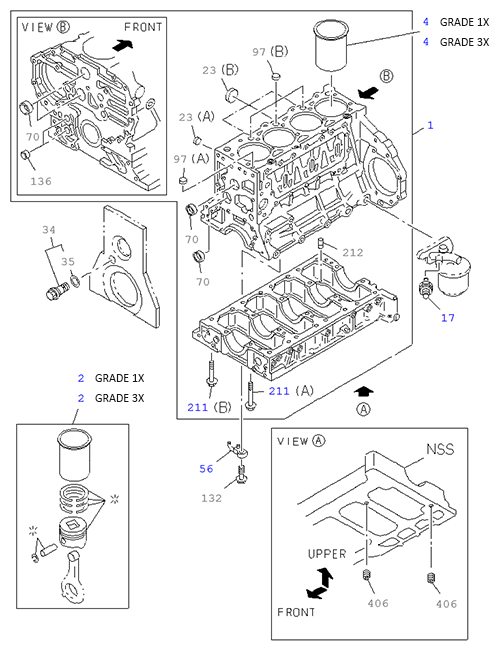 VIEW B FRONT
4 GRADE 1X
4 GRADE 3X
97 (B)
23 (B)
B
23 (A)
1
97 (A)
70
136
70
34
35
70
212
17
2 GRADE 1X
2 GRADE 3X
211 (B)
211 (A)
A
56
132
VIEW A
NSS
UPPER
FRONT
406
406